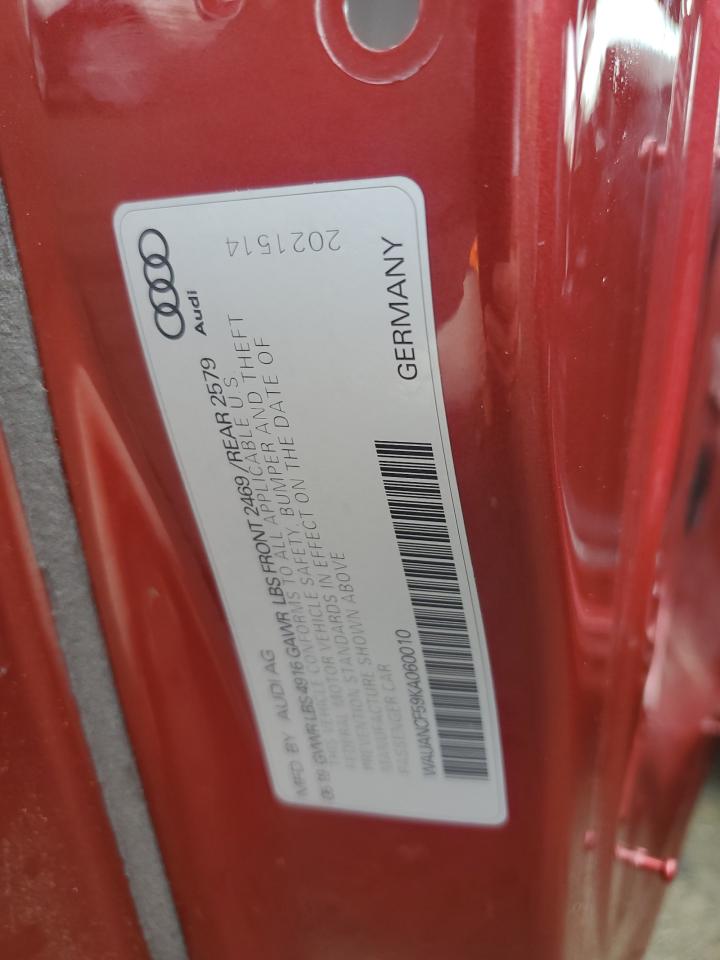 Audi
MFD BY AUDI AG
06 19 GVWR LBS 4916 GAWR LBS FRONT 2469/REAR 2579
THIS VEHICLE CONFORMS TO ALL APPLICABLE U.S.
FEDERAL MOTOR VEHICLE SAFETY, BUMPER AND THEFT
PREVENTION STANDARDS IN EFFECT ON THE DATE OF
MANUFACTURE SHOWN ABOVE
PASSENGER CAR
WAUANCF59KA060010
GERMANY
2021514